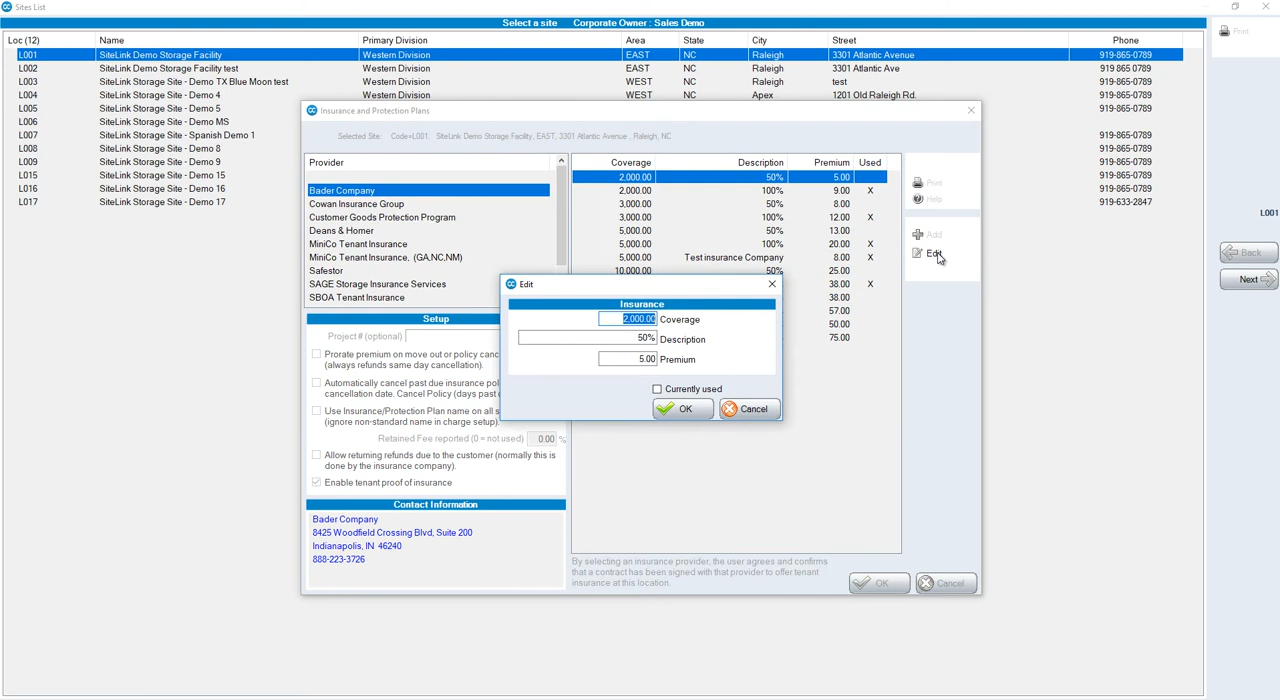 Sites List
Select a site Corporate Owner : Sales Demo
Print
Loc (12) Name Primary Division Area State City Street Phone
L001 SiteLink Demo Storage Facility Western Division EAST NC Raleigh 3301 Atlantic Avenue 919-865-0789
L002 SiteLink Demo Storage Facility test Western Division EAST NC Raleigh 3301 Atlantic Ave 919 865-0789
L003 SiteLink Storage Site - Demo TX Blue Moon test Western Division WEST NC Raleigh test 919-865-0789
L004 SiteLink Storage Site - Demo 4 Western Division WEST NC Apex 1201 Old Raleigh Rd. 919-865-0789
L005 SiteLink Storage Site - Demo 5 919-865-0789
L006 SiteLink Storage Site - Demo MS
L007 SiteLink Storage Site - Spanish Demo 1 919-865-0789
L008 SiteLink Storage Site - Demo 8 919-865-0789
L009 SiteLink Storage Site - Demo 9 919-865-0789
L015 SiteLink Storage Site - Demo 15 919-865-0789
L016 SiteLink Storage Site - Demo 16 919-865-0789
L017 SiteLink Storage Site - Demo 17 919-633-2847
L001
Back
Next
Insurance and Protection Plans
Selected Site: Code=L001. SiteLink Demo Storage Facility, EAST, 3301 Atlantic Avenue , Raleigh, NC
Provider
Bader Company
Cowan Insurance Group
Customer Goods Protection Program
Deans & Homer
MiniCo Tenant Insurance
MiniCo Tenant Insurance, (GA,NC,NM)
Safestor
SAGE Storage Insurance Services
SBOA Tenant Insurance
Coverage Description Premium Used
2,000.00 50% 5.00
2,000.00 100% 9.00 X
3,000.00 50% 8.00
3,000.00 100% 12.00 X
5,000.00 50% 13.00
5,000.00 100% 20.00 X
5,000.00 Test insurance Company 8.00 X
10,000.00 50% 25.00
38.00 X
38.00
57.00
50.00
75.00
Print
Help
Add
Edit
Setup
Project # (optional)
Prorate premium on move out or policy canc
(always refunds same day cancellation).
Automatically cancel past due insurance pol
cancellation date. Cancel Policy (days past
Use Insurance/Protection Plan name on all s
(ignore non-standard name in charge setup).
Retained Fee reported (0 = not used) 0.00 %
Allow returning refunds due to the customer (normally this is
done by the insurance company).
Enable tenant proof of insurance
Contact Information
Bader Company
8425 Woodfield Crossing Blvd, Suite 200
Indianapolis, IN 46240
888-223-3726
By selecting an insurance provider, the user agrees and confirms
that a contract has been signed with that provider to offer tenant
insurance at this location.
OK Cancel
Edit
Insurance
2,000.00 Coverage
50% Description
5.00 Premium
Currently used
OK Cancel